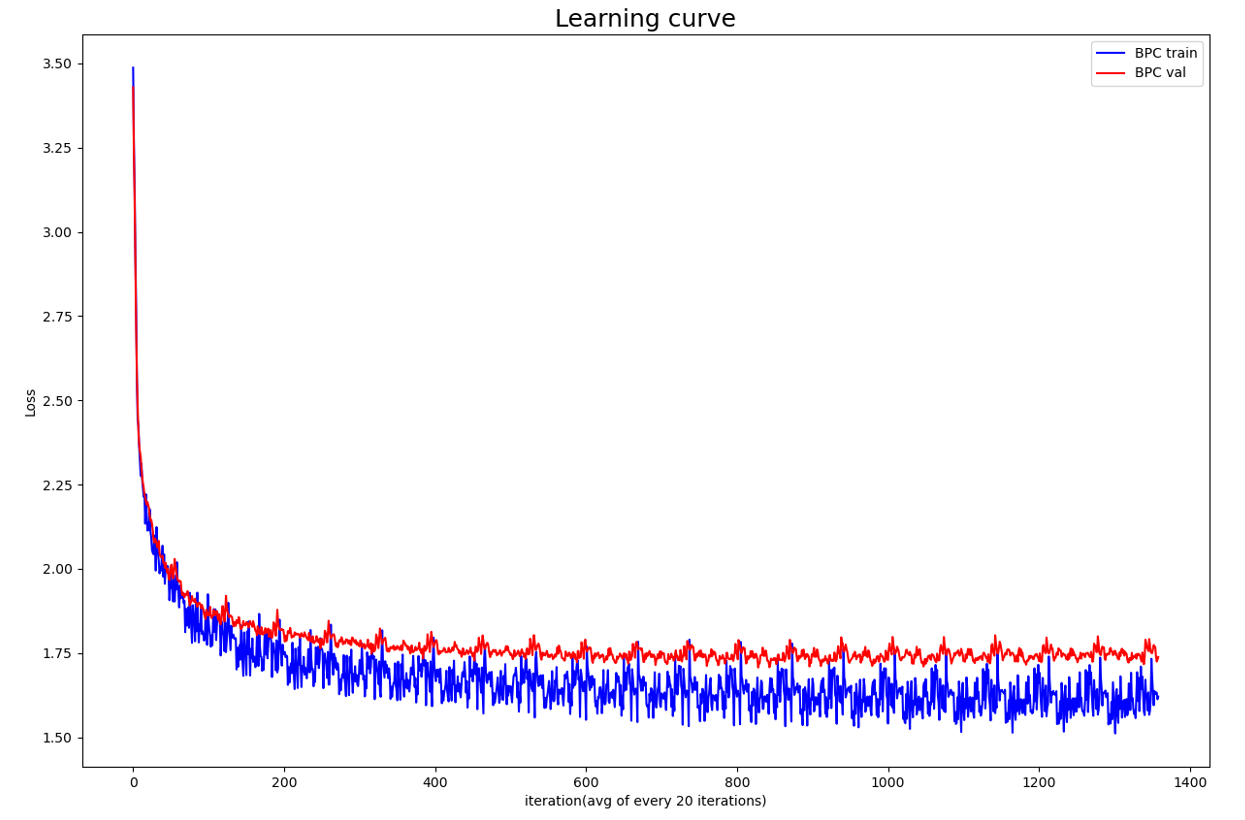 Learning curve
BPC train
BPC val
3.50
3.25
3.00
2.75
2.50
2.25
2.00
1.75
1.50
Loss
0 200 400 600 800 1000 1200 1400
iteration(avg of every 20 iterations)